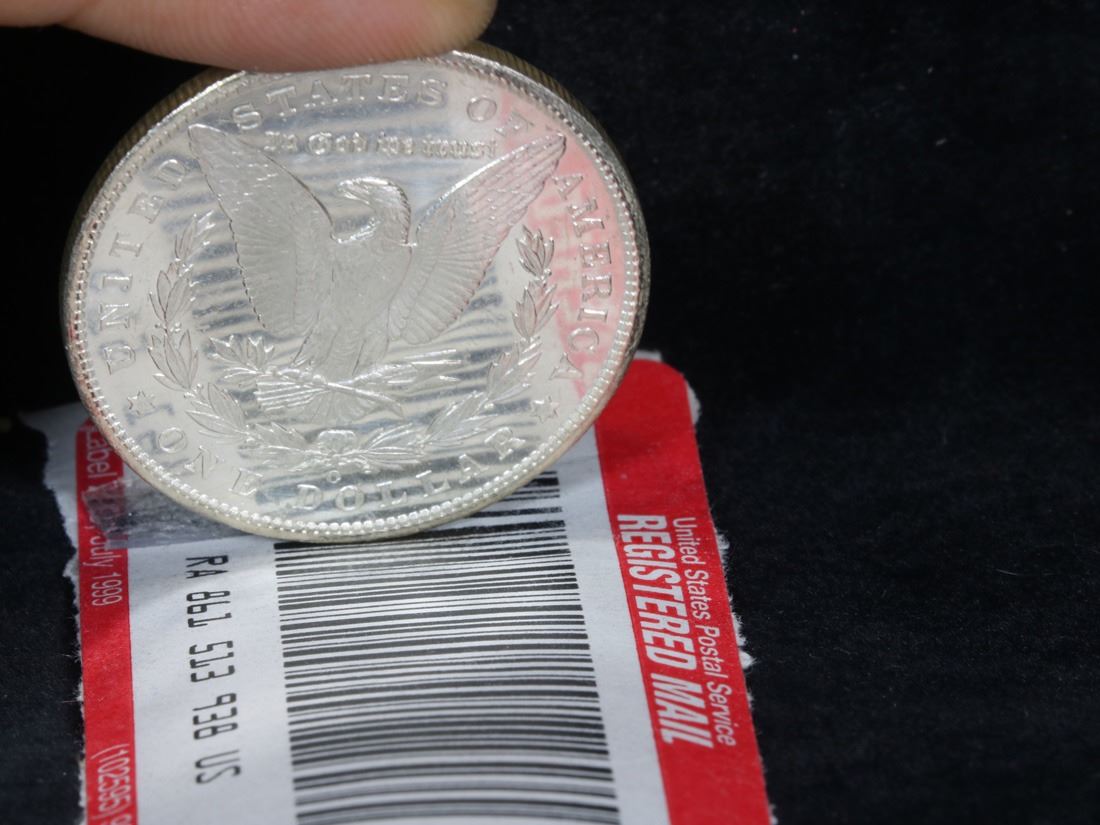 UNITED STATES OF AMERICA
In God we trust
ONE DOLLAR
O
United States Postal Service
REGISTERED MAIL
RA 861 513 938 US
July 1999